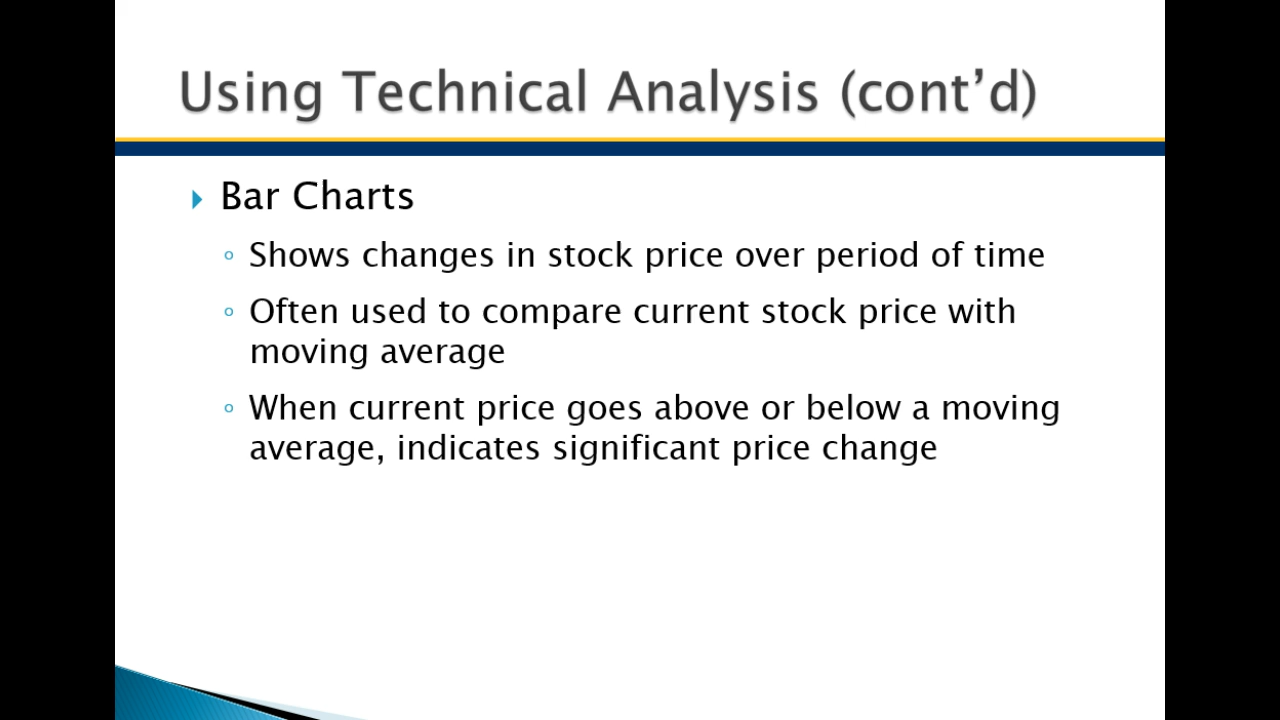 Using Technical Analysis (cont’d)
Bar Charts
Shows changes in stock price over period of time
Often used to compare current stock price with
moving average
When current price goes above or below a moving
average, indicates significant price change